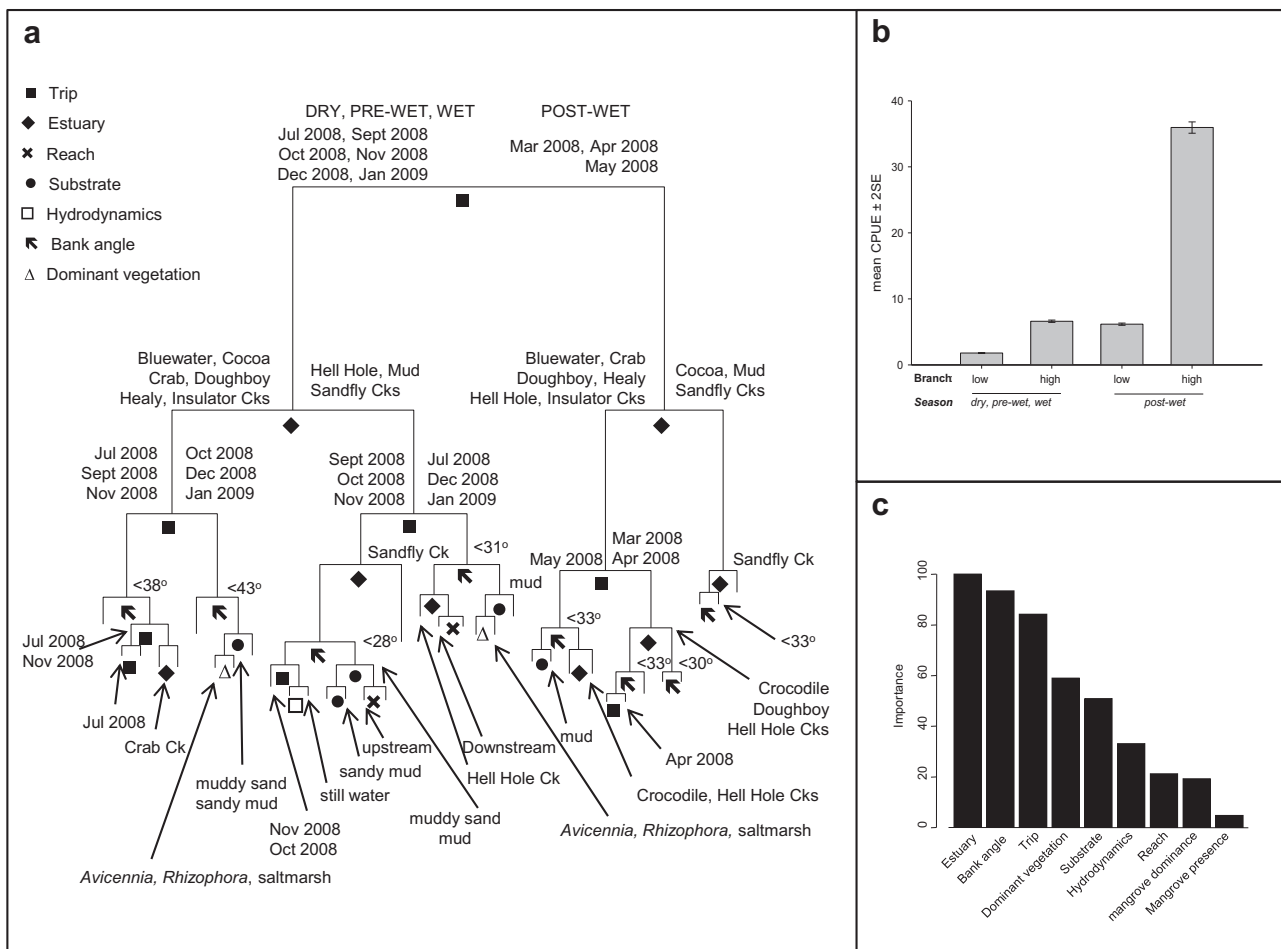 a
Trip
Estuary
Reach
Substrate
Hydrodynamics
Bank angle
Dominant vegetation
DRY, PRE-WET, WET
Jul 2008, Sept 2008
Oct 2008, Nov 2008
Dec 2008, Jan 2009
POST-WET
Mar 2008, Apr 2008
May 2008
Bluewater, Cocoa
Crab, Doughboy
Healy, Insulator Cks
Hell Hole, Mud
Sandfly Cks
Bluewater, Crab
Doughboy, Healy
Hell Hole, Insulator Cks
Cocoa, Mud
Sandfly Cks
Jul 2008
Sept 2008
Nov 2008
Oct 2008
Dec 2008
Jan 2009
Sept 2008
Oct 2008
Nov 2008
Jul 2008
Dec 2008
Jan 2009
Sandfly Ck
<31o
mud
May 2008
Mar 2008
Apr 2008
Sandfly Ck
<38o
<43o
<28o
<33o
<33o
<30o
<33o
Jul 2008
Nov 2008
Jul 2008
Crab Ck
muddy sand
sandy mud
Avicennia, Rhizophora, saltmarsh
Nov 2008
Oct 2008
still water
sandy mud
upstream
muddy sand
mud
Downstream
Hell Hole Ck
mud
Avicennia, Rhizophora, saltmarsh
Crocodile, Hell Hole Cks
Apr 2008
Crocodile
Doughboy
Hell Hole Cks
b
mean CPUE ± 2SE
40
30
20
10
0
Branch
low
high
low
high
Season
dry, pre-wet, wet
post-wet
c
Importance
100
80
60
40
20
0
Estuary
Bank angle
Trip
Dominant vegetation
Substrate
Hydrodynamics
Reach
mangrove dominance
Mangrove presence